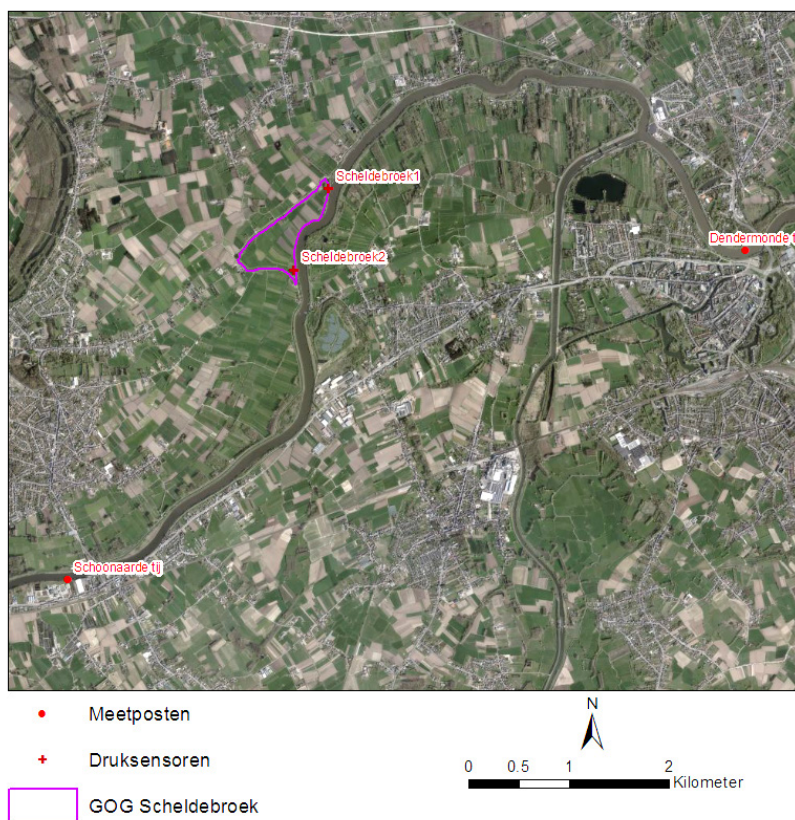 Scheldebroek1
Dendermonde t
Scheldebroek2
Schoonaarde tij
Meetposten
Druksensoren
GOG Scheldebroek
N
0 0.5 1 2
Kilometer